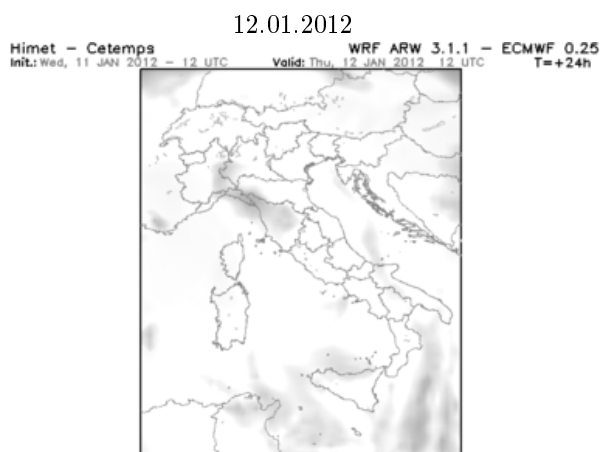 12.01.2012
Himet – Cetemps WRF ARW 3.1.1 – ECMWF 0.25
Init.: Wed, 11 JAN 2012 – 12 UTC Valid: Thu, 12 JAN 2012 12 UTC T=+24h